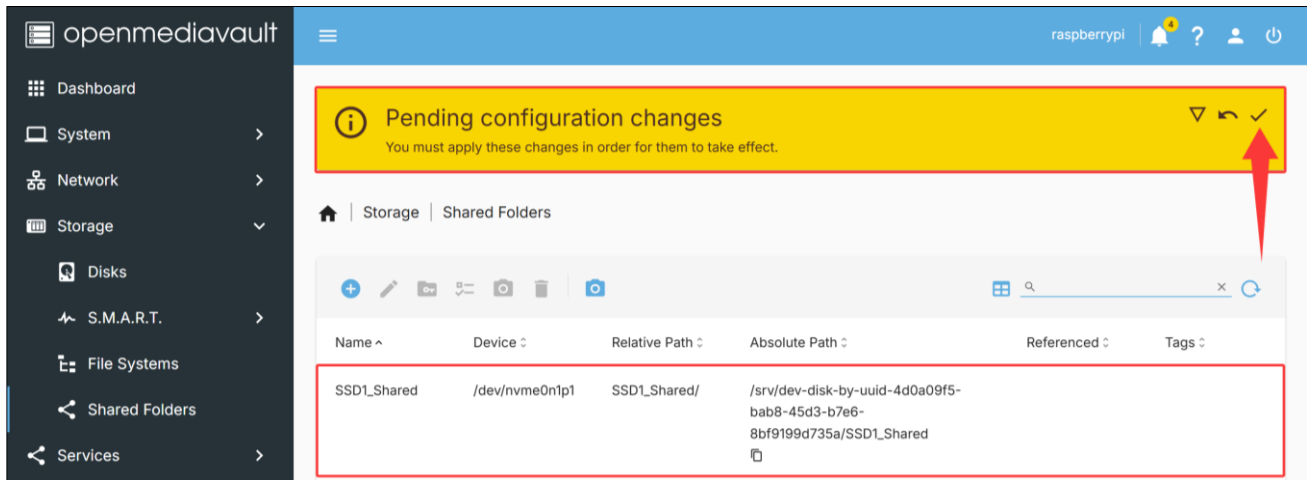 openmediavault
raspberrypi
4
?
Dashboard
System
Network
Storage
Disks
S.M.A.R.T.
File Systems
Shared Folders
Services
Pending configuration changes
You must apply these changes in order for them to take effect.
Storage | Shared Folders
Name Device Relative Path Absolute Path Referenced Tags
SSD1_Shared /dev/nvme0n1p1 SSD1_Shared/ /srv/dev-disk-by-uuid-4d0a09f5-
bab8-45d3-b7e6-
8bf9199d735a/SSD1_Shared